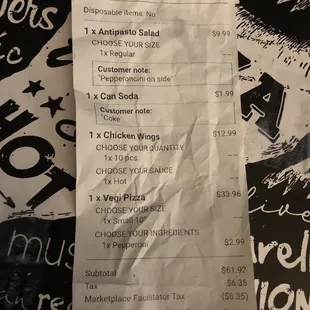 Disposable items: No
1 x Antipasto Salad $9.99
CHOOSE YOUR SIZE
1x Regular --
Customer note:
'Pepperoncini on side'
1 x Can Soda $1.99
Customer note:
'Coke'
1 x Chicken Wings $12.99
CHOOSE YOUR QUANTITY
1x 10 pcs --
CHOOSE YOUR SAUCE
1x Hot --
1 x Vegi Pizza $33.96
CHOOSE YOUR SIZE
1x Small 10" --
CHOOSE YOUR INGREDIENTS
1x Pepperoni $2.99
Subtotal $61.92
Tax $6.35
Marketplace Facilitator Tax ($6.35)
HOT
mus